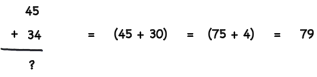 45
+ 34 = (45 + 30) = (75 + 4) = 79
?